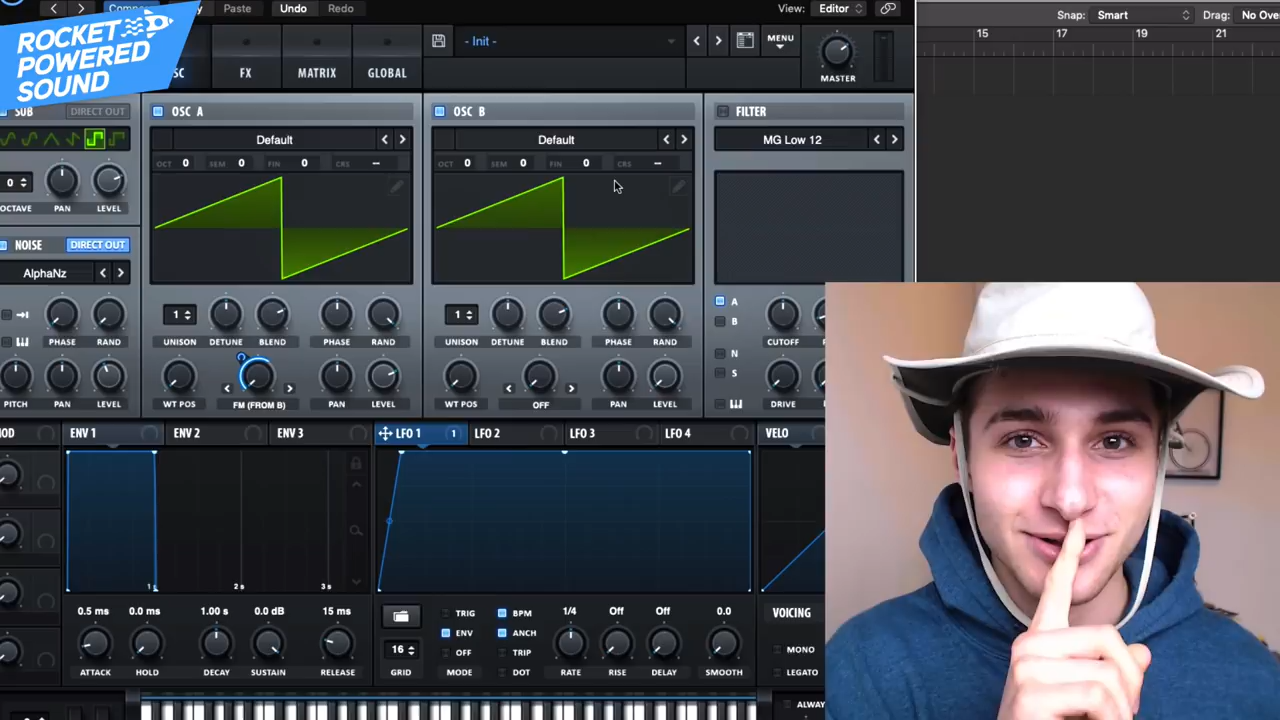 Paste Undo Redo View: Editor
Snap: Smart Drag:
ROCKET
POWERED
SOUND
- Init -
MENU
15 17 19 21
FX MATRIX GLOBAL MASTER
SUB DIRECT OUT OSC A OSC B FILTER
Default Default MG Low 12
OCT 0 SEM 0 FIN 0 CRS -- OCT 0 SEM 0 FIN 0 CRS --
0
OCTAVE PAN LEVEL
NOISE DIRECT OUT
AlphaNz
1 1 A
B
PHASE RAND UNISON DETUNE BLEND PHASE RAND UNISON DETUNE BLEND PHASE RAND CUTOFF
N
S
PITCH PAN LEVEL WT POS FM (FROM B) PAN LEVEL WT POS OFF PAN LEVEL DRIVE
ENV 1 ENV 2 ENV 3 LFO 1 1 LFO 2 LFO 3 LFO 4 VELO
2s 3s
0.5 ms 0.0 ms 1.00 s 0.0 dB 15 ms TRIG BPM 1/4 Off Off 0.0 VOICING
ENV ANCH
16 OFF TRIP MONO
ATTACK HOLD DECAY SUSTAIN RELEASE GRID MODE DOT RATE RISE DELAY SMOOTH LEGATO